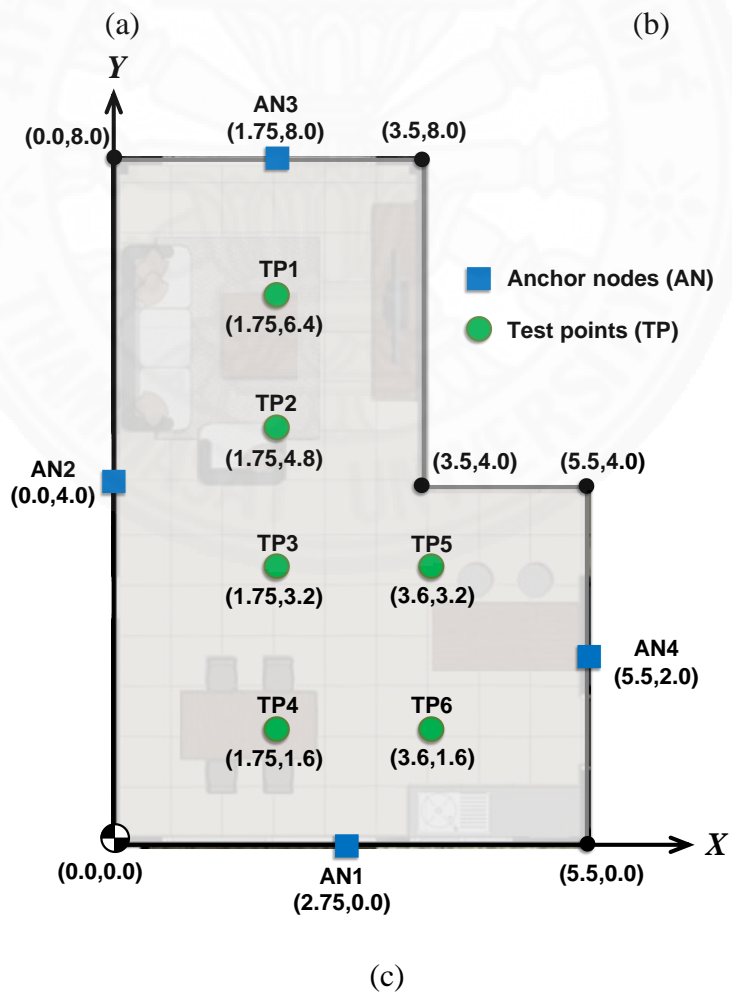 (a) (b)
Y
AN3
(0.0,8.0) (1.75,8.0) (3.5,8.0)
TP1
(1.75,6.4)
Anchor nodes (AN)
Test points (TP)
TP2
(1.75,4.8)
AN2
(0.0,4.0)
(3.5,4.0) (5.5,4.0)
TP3 TP5
(1.75,3.2) (3.6,3.2)
AN4
(5.5,2.0)
TP4 TP6
(1.75,1.6) (3.6,1.6)
X
(0.0,0.0) AN1 (5.5,0.0)
(2.75,0.0)
(c)